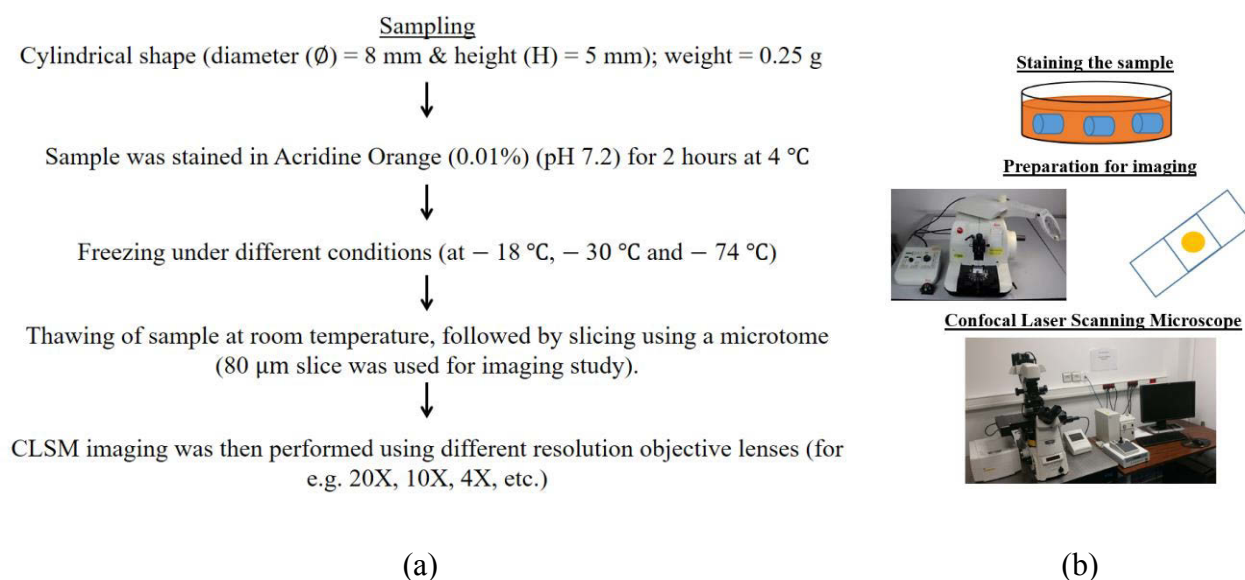 Sampling
Cylindrical shape (diameter (Ø) = 8 mm & height (H) = 5 mm); weight = 0.25 g
Sample was stained in Acridine Orange (0.01%) (pH 7.2) for 2 hours at 4 ℃
Freezing under different conditions (at − 18 ℃, − 30 ℃ and − 74 ℃)
Thawing of sample at room temperature, followed by slicing using a microtome
(80 μm slice was used for imaging study).
CLSM imaging was then performed using different resolution objective lenses (for
e.g. 20X, 10X, 4X, etc.)
(a)
Staining the sample
Preparation for imaging
Confocal Laser Scanning Microscope
(b)